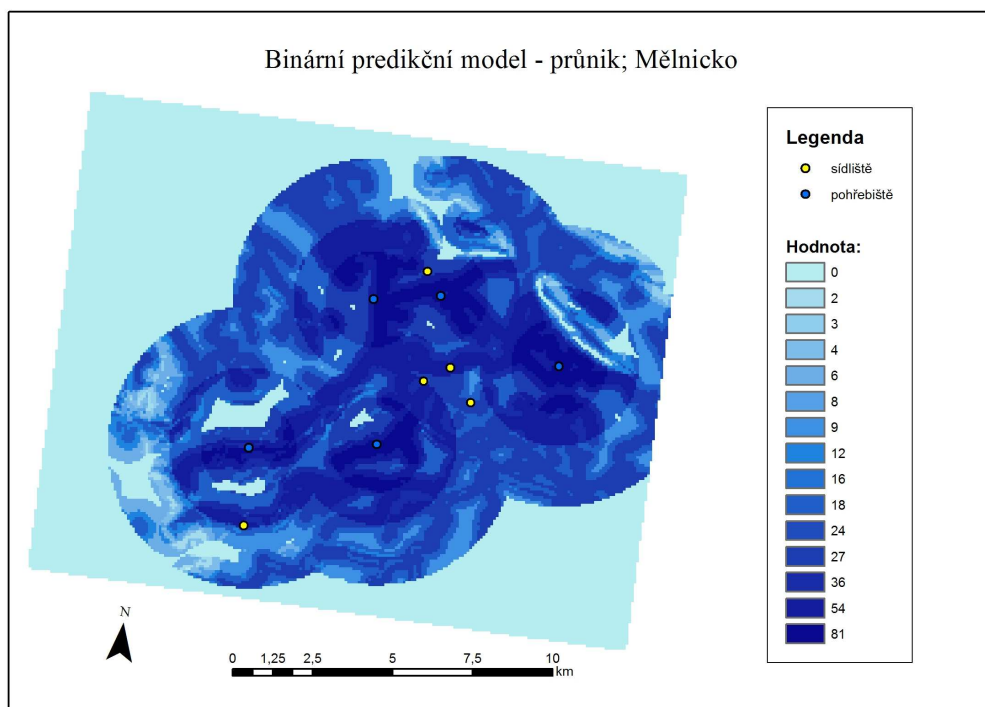 Binární predikční model - průnik; Mělnicko
Legenda
sídliště
pohřebiště
Hodnota:
0
2
3
4
6
8
9
12
16
18
24
27
36
54
81
N
0 1,25 2,5 5 7,5 10
km